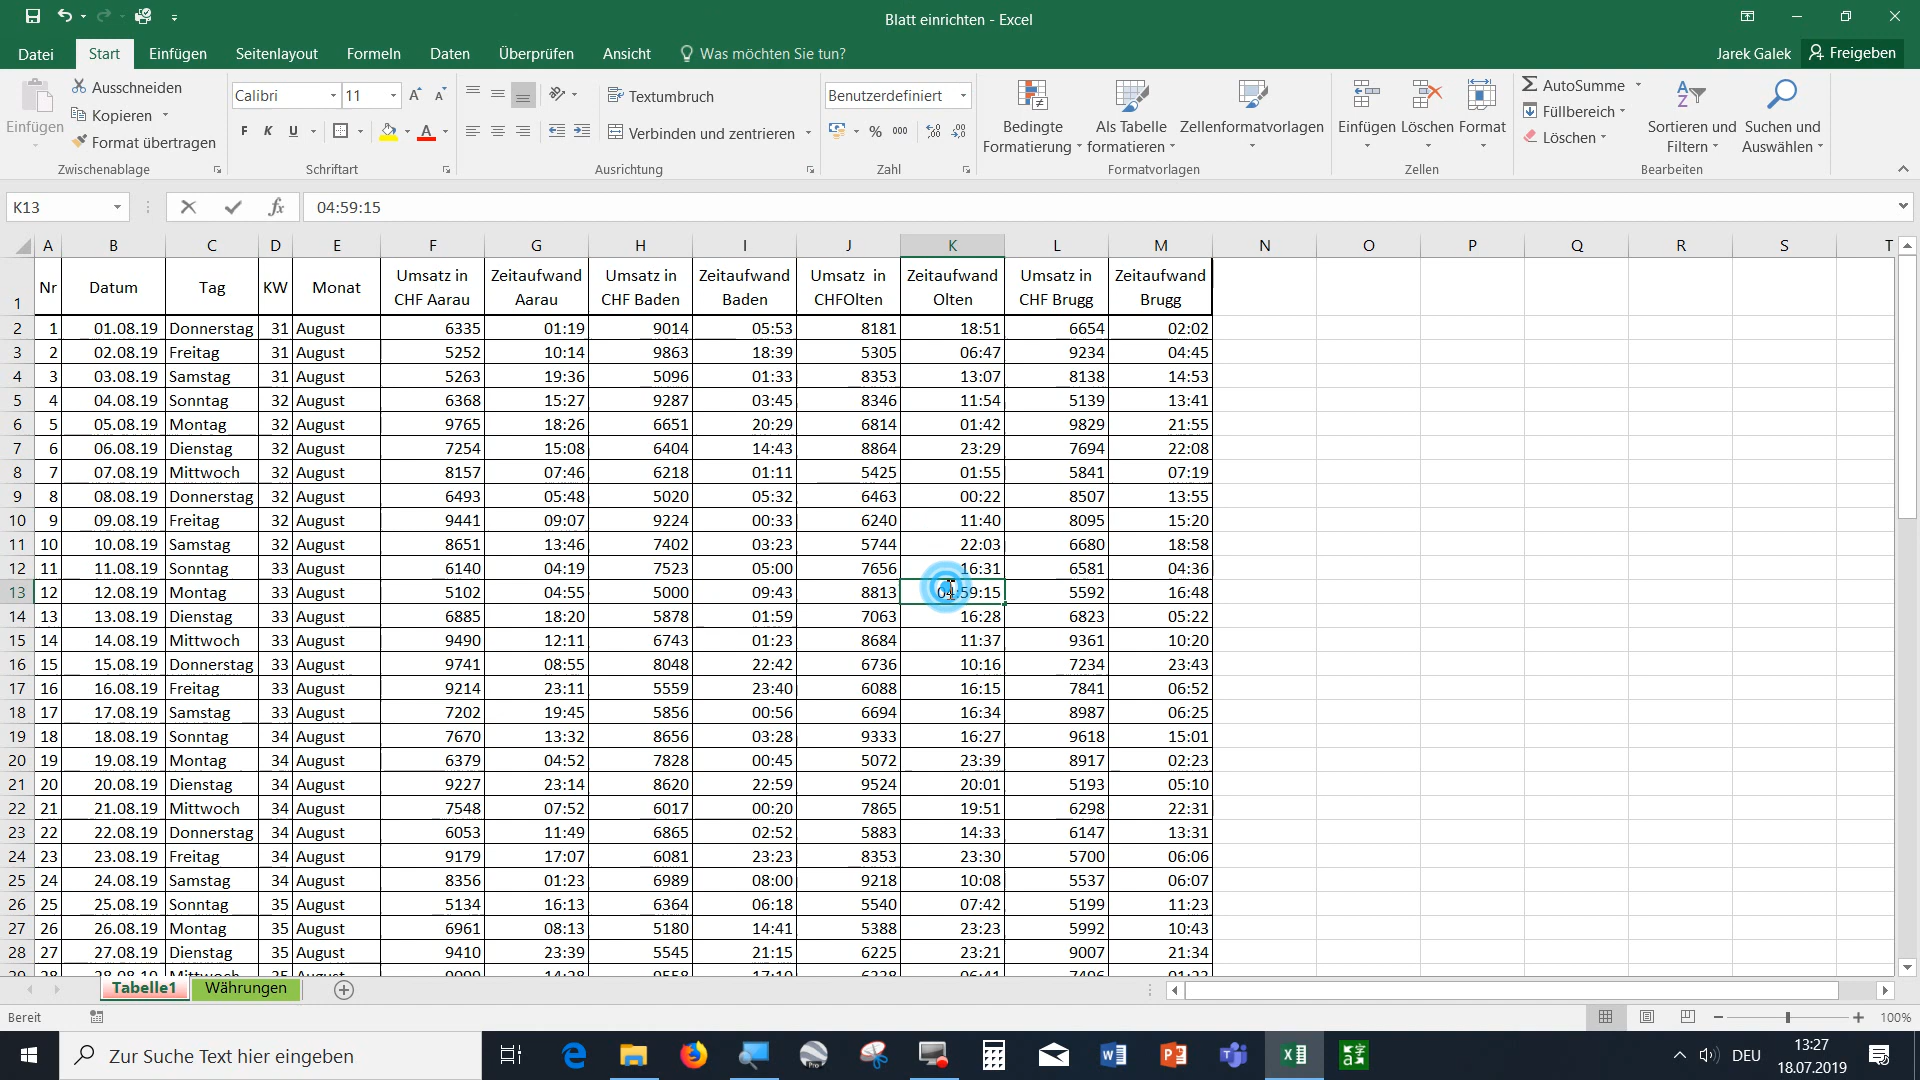 Blatt einrichten - Excel
Datei Start Einfügen Seitenlayout Formeln Daten Überprüfen Ansicht Was möchten Sie tun? Jarek Galek Freigeben
Einfügen
Ausschneiden
Kopieren
Format übertragen
Zwischenablage
Calibri 11
F K U
Schriftart
Textumbruch
Verbinden und zentrieren
Ausrichtung
Benutzerdefiniert
% 000
Zahl
Bedingte Formatierung
Als Tabelle formatieren
Zellenformatvorlagen
Formatvorlagen
Einfügen Löschen Format
Zellen
AutoSumme
Füllbereich
Löschen
Sortieren und Filtern
Suchen und Auswählen
Bearbeiten
K13 fx 04:59:15
A B C D E F G H I J K L M N O P Q R S T
1 Nr Datum Tag KW Monat Umsatz in CHF Aarau Zeitaufwand Aarau Umsatz in CHF Baden Zeitaufwand Baden Umsatz in CHFOlten Zeitaufwand Olten Umsatz in CHF Brugg Zeitaufwand Brugg
2 1 01.08.19 Donnerstag 31 August 6335 01:19 9014 05:53 8181 18:51 6654 02:02
3 2 02.08.19 Freitag 31 August 5252 10:14 9863 18:39 5305 06:47 9234 04:45
4 3 03.08.19 Samstag 31 August 5263 19:36 5096 01:33 8353 13:07 8138 14:53
5 4 04.08.19 Sonntag 32 August 6368 15:27 9287 03:45 8346 11:54 5139 13:41
6 5 05.08.19 Montag 32 August 9765 18:26 6651 20:29 6814 01:42 9829 21:55
7 6 06.08.19 Dienstag 32 August 7254 15:08 6404 14:43 8864 23:29 7694 22:08
8 7 07.08.19 Mittwoch 32 August 8157 07:46 6218 01:11 5425 01:55 5841 07:19
9 8 08.08.19 Donnerstag 32 August 6493 05:48 5020 05:32 6463 00:22 8507 13:55
10 9 09.08.19 Freitag 32 August 9441 09:07 9224 00:33 6240 11:40 8095 15:20
11 10 10.08.19 Samstag 32 August 8651 13:46 7402 03:23 5744 22:03 6680 18:58
12 11 11.08.19 Sonntag 33 August 6140 04:19 7523 05:00 7656 16:31 6581 04:36
13 12 12.08.19 Montag 33 August 5102 04:55 5000 09:43 8813 04:59:15 5592 16:48
14 13 13.08.19 Dienstag 33 August 6885 18:20 5878 01:59 7063 16:28 6823 05:22
15 14 14.08.19 Mittwoch 33 August 9490 12:11 6743 01:23 8684 11:37 9361 10:20
16 15 15.08.19 Donnerstag 33 August 9741 08:55 8048 22:42 6736 10:16 7234 23:43
17 16 16.08.19 Freitag 33 August 9214 23:11 5559 23:40 6088 16:15 7841 06:52
18 17 17.08.19 Samstag 33 August 7202 19:45 5856 00:56 6694 16:34 8987 06:25
19 18 18.08.19 Sonntag 34 August 7670 13:32 8656 03:28 9333 16:27 9618 15:01
20 19 19.08.19 Montag 34 August 6379 04:52 7828 00:45 5072 23:39 8917 02:23
21 20 20.08.19 Dienstag 34 August 9227 23:14 8620 22:59 9524 20:01 5193 05:10
22 21 21.08.19 Mittwoch 34 August 7548 07:52 6017 00:20 7865 19:51 6298 22:31
23 22 22.08.19 Donnerstag 34 August 6053 11:49 6865 02:52 5883 14:33 6147 13:31
24 23 23.08.19 Freitag 34 August 9179 17:07 6081 23:23 8353 23:30 5700 06:06
25 24 24.08.19 Samstag 34 August 8356 01:23 6989 08:00 9218 10:08 5537 06:07
26 25 25.08.19 Sonntag 35 August 5134 16:13 6364 06:18 5540 07:42 5199 11:23
27 26 26.08.19 Montag 35 August 6961 08:13 5180 14:41 5388 23:23 5992 10:43
28 27 27.08.19 Dienstag 35 August 9410 23:39 5545 21:15 6225 23:21 9007 21:34
Tabelle1 Währungen
Bereit 100%
Zur Suche Text hier eingeben
DEU
13:27
18.07.2019